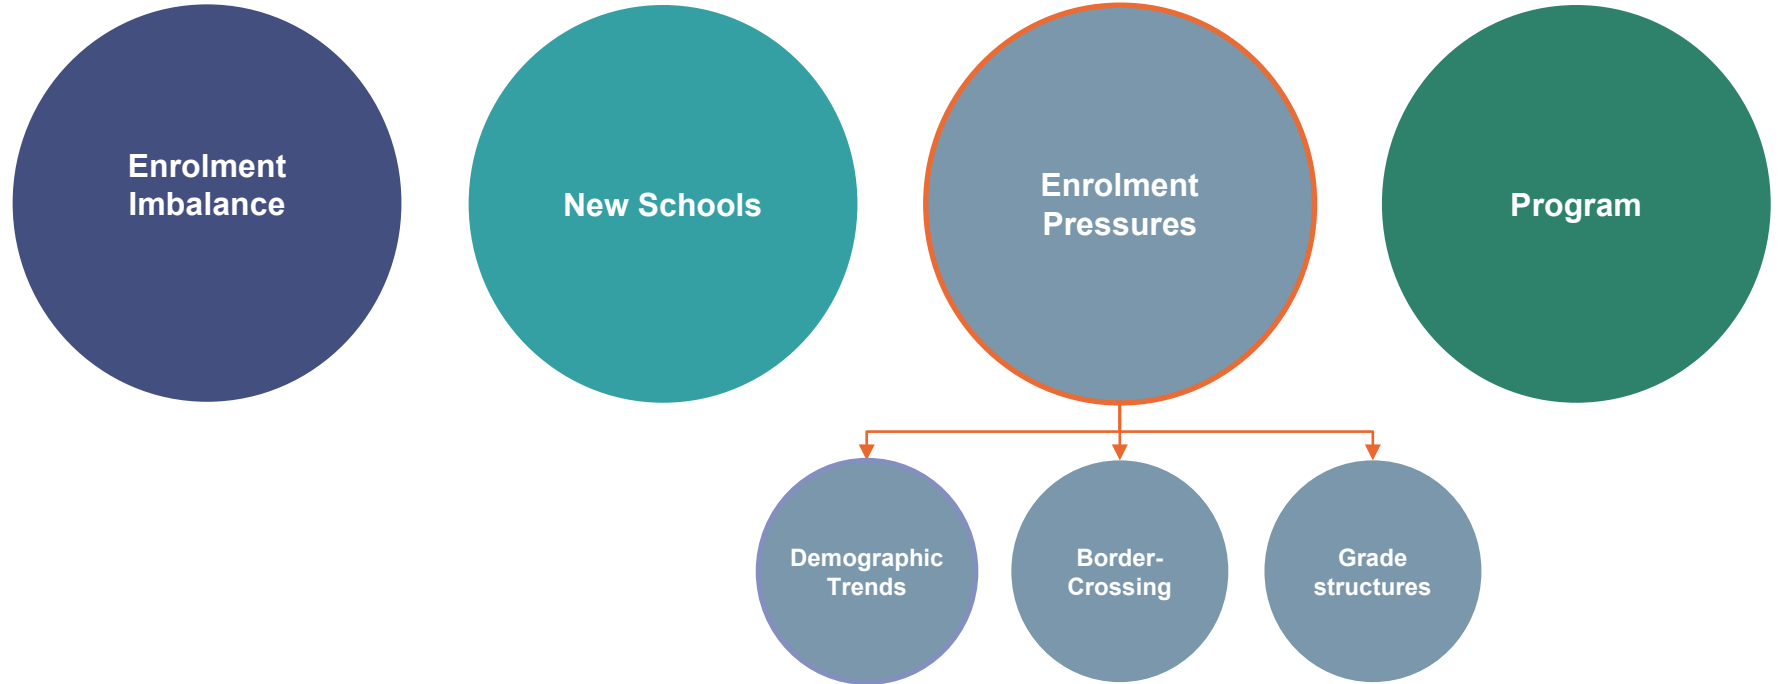 Enrolment
Imbalance
New Schools
Enrolment
Pressures
Program
Demographic
Trends
Border-
Crossing
Grade
structures